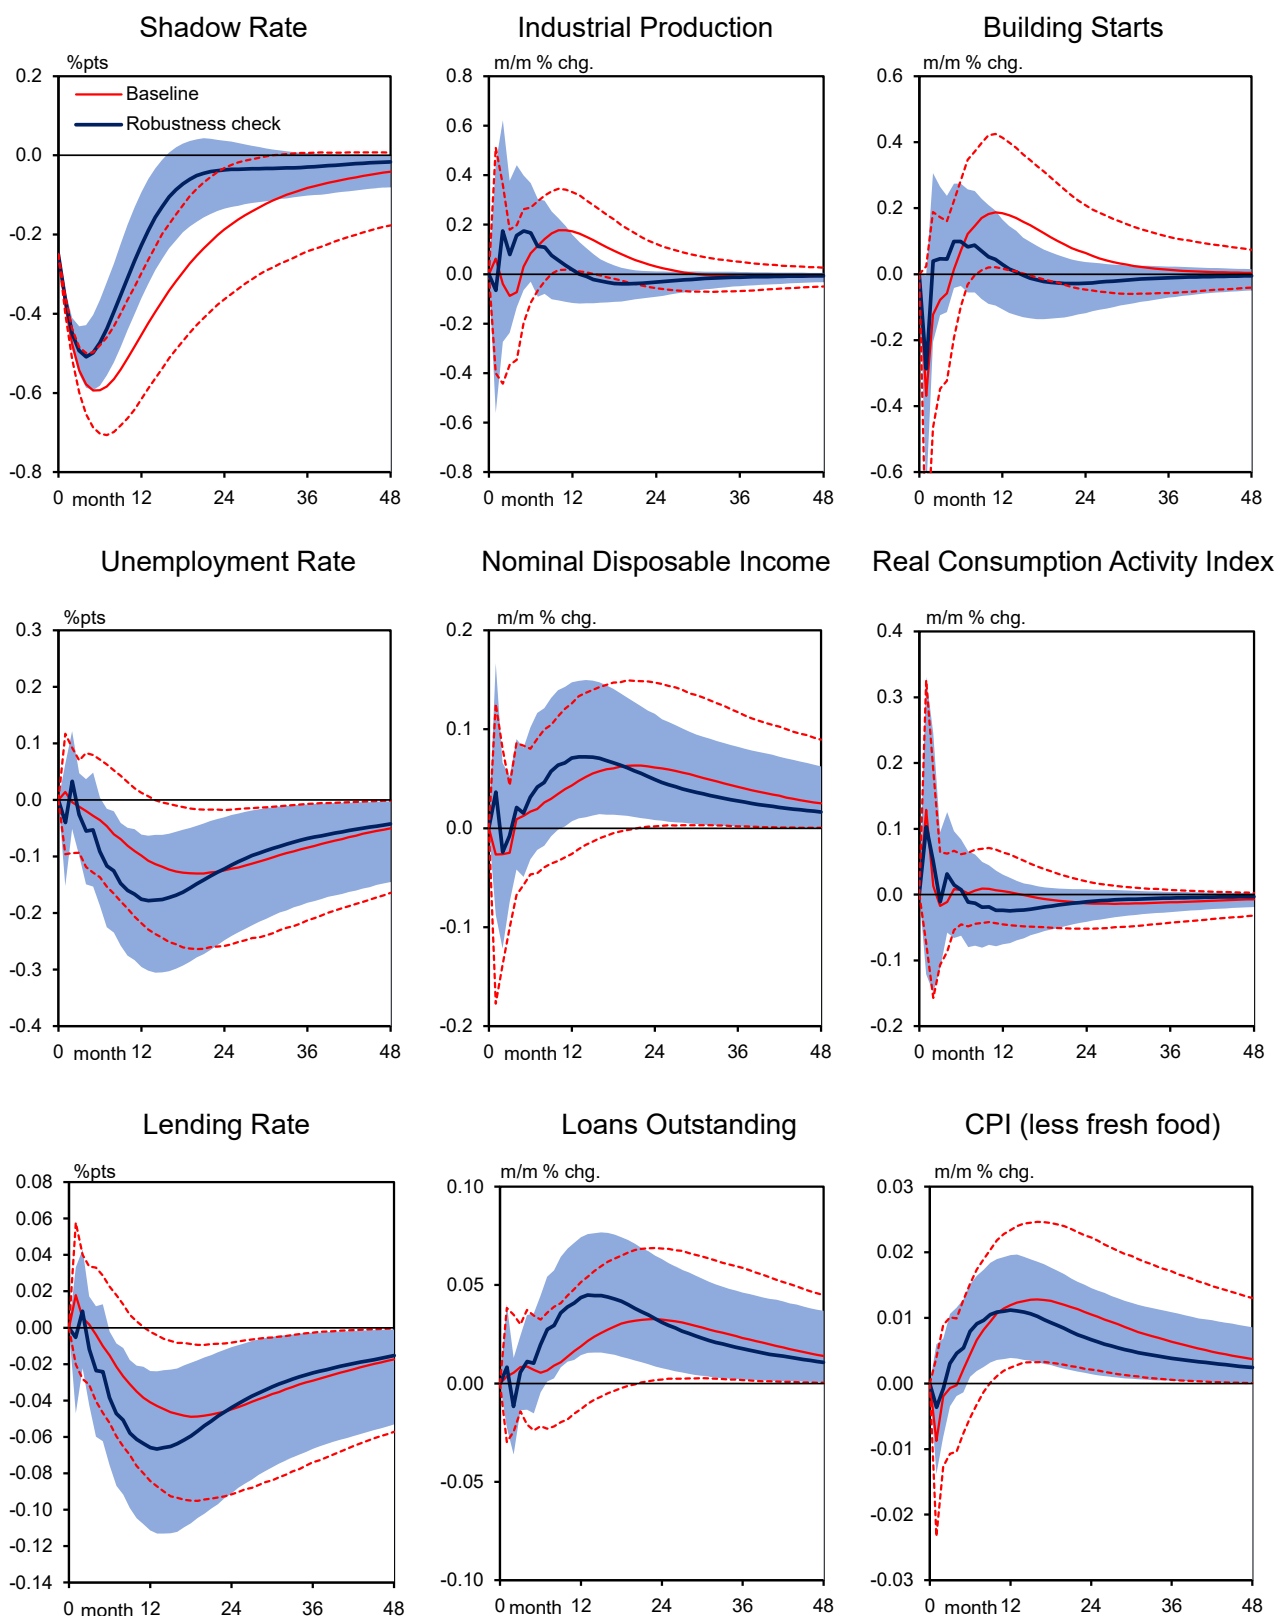 Shadow Rate
%pts
0.2
0.0
-0.2
-0.4
-0.6
-0.8
Baseline
Robustness check
0 month 12 24 36 48
Industrial Production
m/m % chg.
0.8
0.6
0.4
0.2
0.0
-0.2
-0.4
-0.6
-0.8
0 month 12 24 36 48
Building Starts
m/m % chg.
0.6
0.4
0.2
0.0
-0.2
-0.4
-0.6
0 month 12 24 36 48
Unemployment Rate
%pts
0.3
0.2
0.1
0.0
-0.1
-0.2
-0.3
-0.4
0 month 12 24 36 48
Nominal Disposable Income
m/m % chg.
0.2
0.1
0.0
-0.1
-0.2
0 month 12 24 36 48
Real Consumption Activity Index
m/m % chg.
0.4
0.3
0.2
0.1
0.0
-0.1
-0.2
0 month 12 24 36 48
Lending Rate
%pts
0.08
0.06
0.04
0.02
0.00
-0.02
-0.04
-0.06
-0.08
-0.10
-0.12
-0.14
0 month 12 24 36 48
Loans Outstanding
m/m % chg.
0.10
0.05
0.00
-0.05
-0.10
0 month 12 24 36 48
CPI (less fresh food)
m/m % chg.
0.03
0.02
0.01
0.00
-0.01
-0.02
-0.03
0 month 12 24 36 48